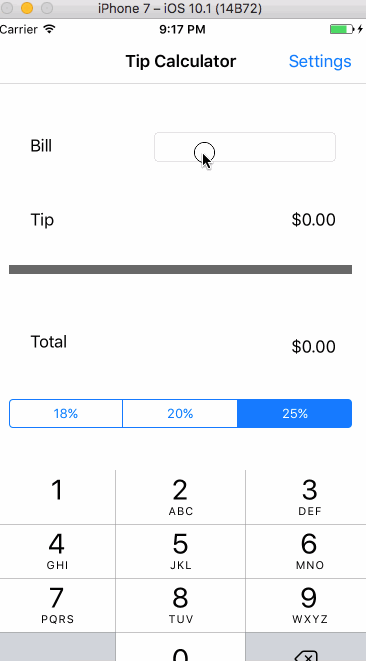 iPhone 7 – iOS 10.1 (14B72)
Carrier 9:17 PM
Tip Calculator Settings
Bill
Tip $0.00
Total $0.00
18% 20% 25%
1 2 3
ABC DEF
4 5 6
GHI JKL MNO
7 8 9
PQRS TUV WXYZ
0